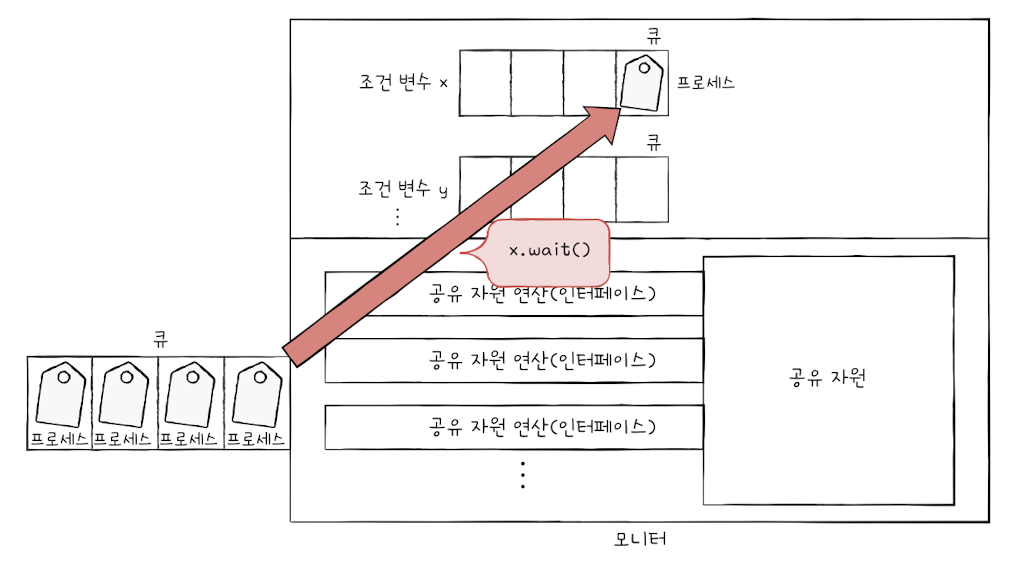 큐
조건 변수 x
프로세스
큐
조건 변수 y
x.wait()
공유 자원 연산(인터페이스)
큐
공유 자원 연산(인터페이스)
공유 자원
공유 자원 연산(인터페이스)
프로세스 프로세스 프로세스 프로세스
모니터